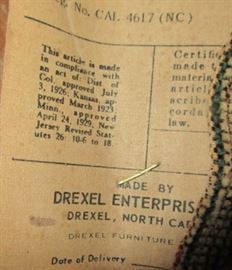 g. No. CAL. 4617 (NC)
This article is made
in compliance with
an act of: Dist. of
Col., approved July
3, 1926; Kansas, ap-
proved March 1923;
Minn., approved
April 24, 1929; New
Jersey Revised Stat-
utes 26: 10-6 to 18-
Certific
made
materia
articl
scribe
corda
law.
MADE BY
DREXEL ENTERPRIS
DREXEL, NORTH CA
DREXEL FURNITURE
Date of Delivery